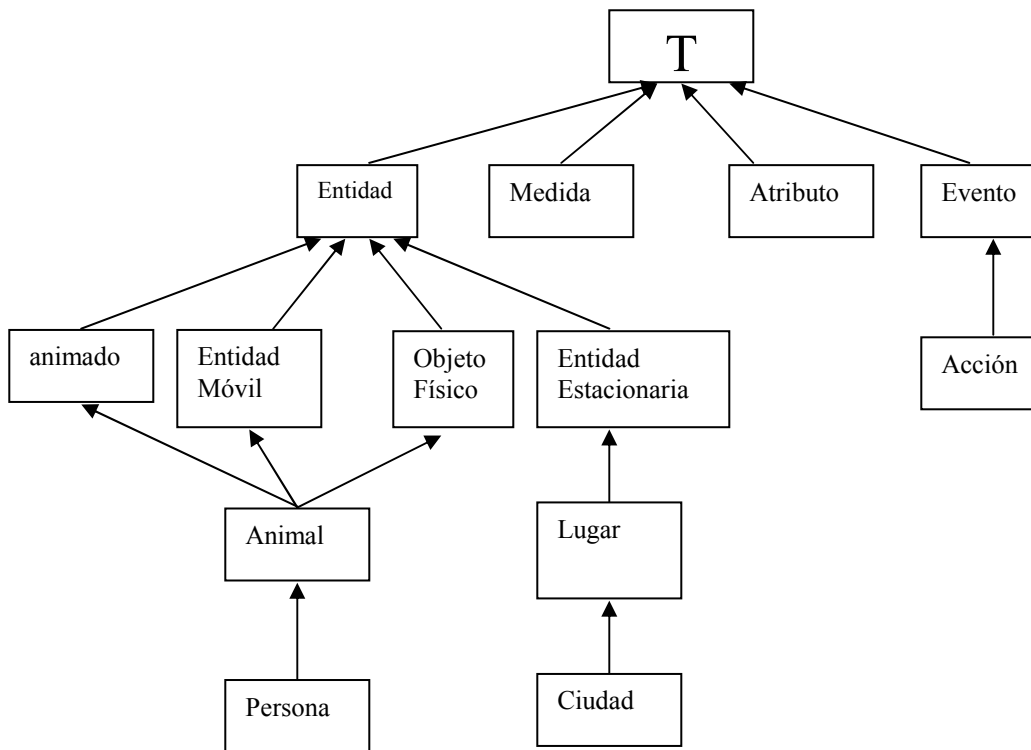 T
Entidad
Medida
Atributo
Evento
animado
Entidad
Móvil
Objeto
Físico
Entidad
Estacionaria
Acción
Animal
Lugar
Persona
Ciudad